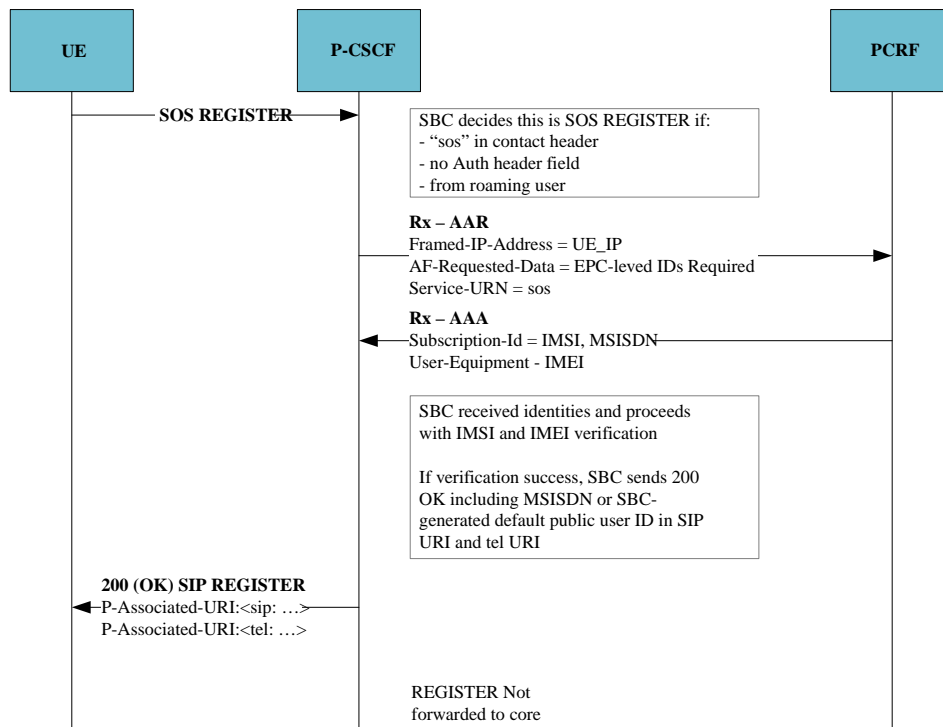 UE
P-CSCF
PCRF
SOS REGISTER
SBC decides this is SOS REGISTER if:
- “sos” in contact header
- no Auth header field
- from roaming user
Rx – AAR
Framed-IP-Address = UE_IP
AF-Requested-Data = EPC-leved IDs Required
Service-URN = sos
Rx – AAA
Subscription-Id = IMSI, MSISDN
User-Equipment - IMEI
SBC received identities and proceeds
with IMSI and IMEI verification
If verification success, SBC sends 200
OK including MSISDN or SBC-
generated default public user ID in SIP
URI and tel URI
200 (OK) SIP REGISTER
P-Associated-URI:<sip: …>
P-Associated-URI:<tel: …>
REGISTER Not
forwarded to core